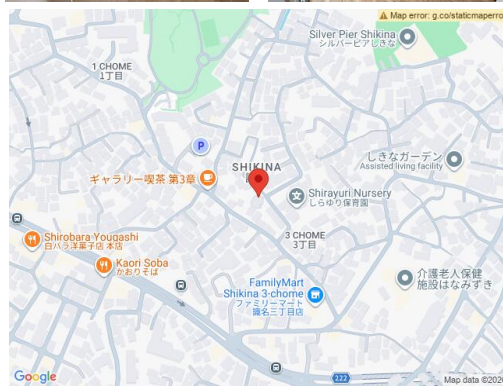 Map error: g.co/staticmaperro
Silver Pier Shikina
シルバーピアしきな
1 CHOME
1丁目
P
SHIKINA
しきなガーデン
Assisted living facility
ギャラリー喫茶 第3章
Shirayuri Nursery
しらゆり保育園
Shirobara Yougashi
白バラ洋菓子店 本店
3 CHOME
3丁目
Kaori Soba
かおりそば
FamilyMart
Shikina 3-chome
ファミリーマート
識名三丁目店
介護老人保健
施設はなみずき
222
Google
Map data ©202